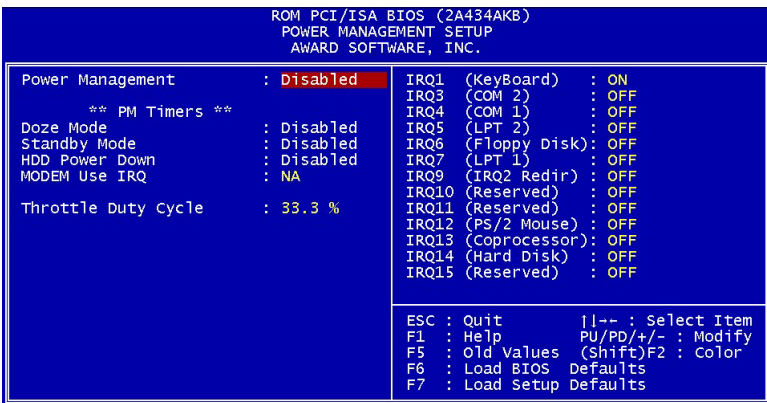 ROM PCI/ISA BIOS (2A434AKB)
POWER MANAGEMENT SETUP
AWARD SOFTWARE, INC.
Power Management : Disabled
** PM Timers **
Doze Mode : Disabled
Standby Mode : Disabled
HDD Power Down : Disabled
MODEM Use IRQ : NA
Throttle Duty Cycle : 33.3 %
IRQ1 (KeyBoard) : ON
IRQ3 (COM 2) : OFF
IRQ4 (COM 1) : OFF
IRQ5 (LPT 2) : OFF
IRQ6 (Floppy Disk): OFF
IRQ7 (LPT 1) : OFF
IRQ9 (IRQ2 Redir) : OFF
IRQ10 (Reserved) : OFF
IRQ11 (Reserved) : OFF
IRQ12 (PS/2 Mouse) : OFF
IRQ13 (Coprocessor): OFF
IRQ14 (Hard Disk) : OFF
IRQ15 (Reserved) : OFF
ESC : Quit ↑↓→← : Select Item
F1 : Help PU/PD/+/- : Modify
F5 : Old Values (Shift)F2 : Color
F6 : Load BIOS Defaults
F7 : Load Setup Defaults